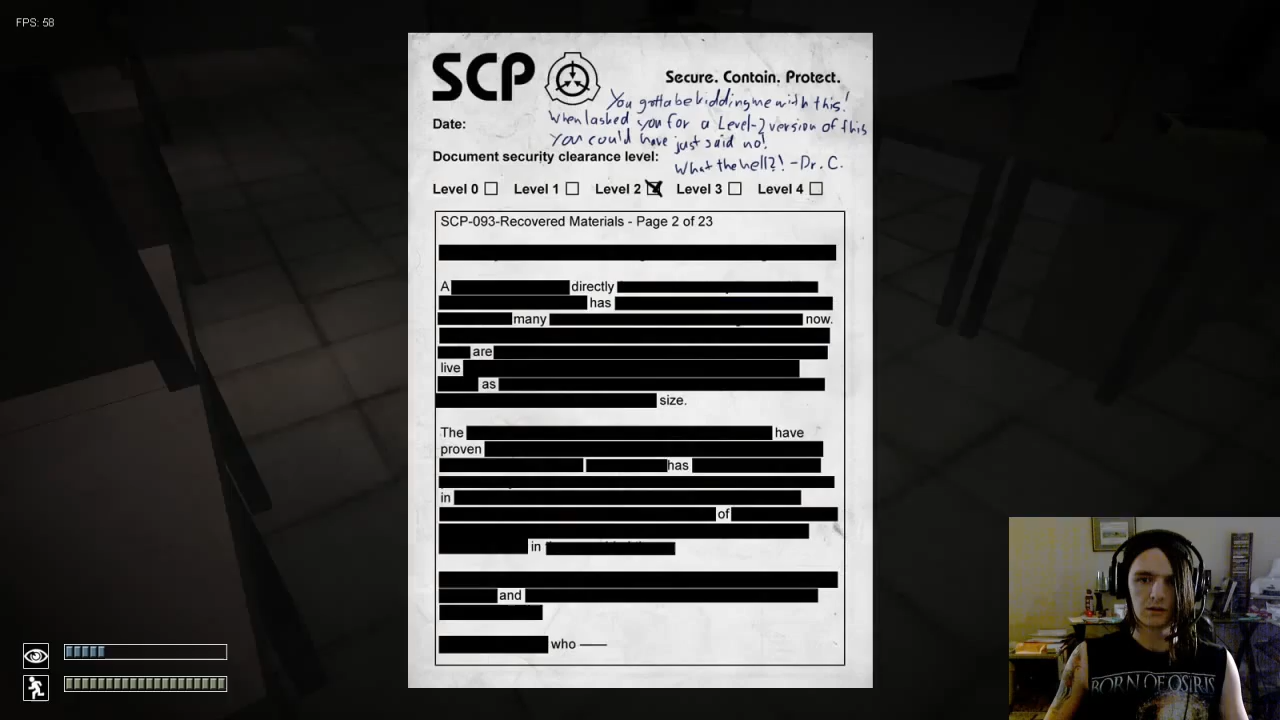 FPS: 58
SCP
Secure. Contain. Protect.
You gotta be kidding me with this!
When I asked you for a Level-2 version of this
you could have just said no!
What the hell?! -Dr. C.
Date:
Document security clearance level:
Level 0 Level 1 Level 2 Level 3 Level 4
SCP-093-Recovered Materials - Page 2 of 23
A directly
has
many now.
are
live
as
size.
The have
proven
has
in
of
in
and
who —
BORN OF OSIRIS